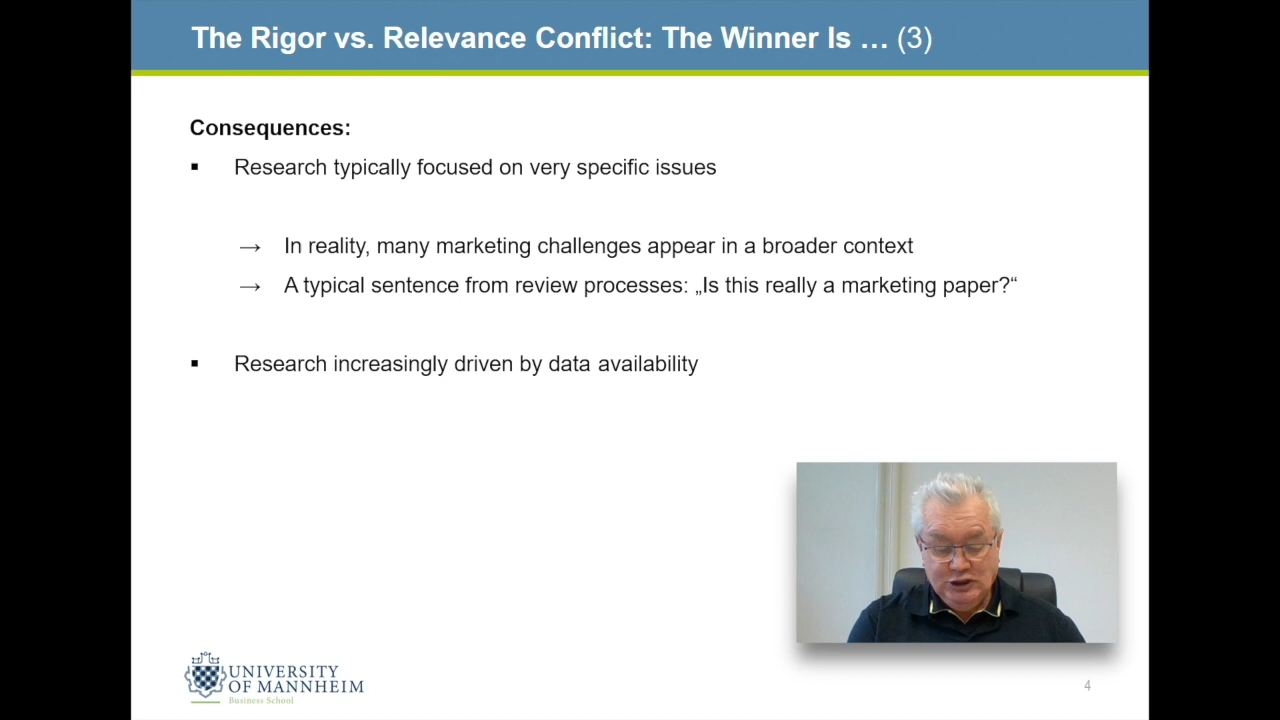 The Rigor vs. Relevance Conflict: The Winner Is … (3)
Consequences:
▪ Research typically focused on very specific issues
→ In reality, many marketing challenges appear in a broader context
→ A typical sentence from review processes: „Is this really a marketing paper?“
▪ Research increasingly driven by data availability
UNIVERSITY
OF MANNHEIM
Business School
4